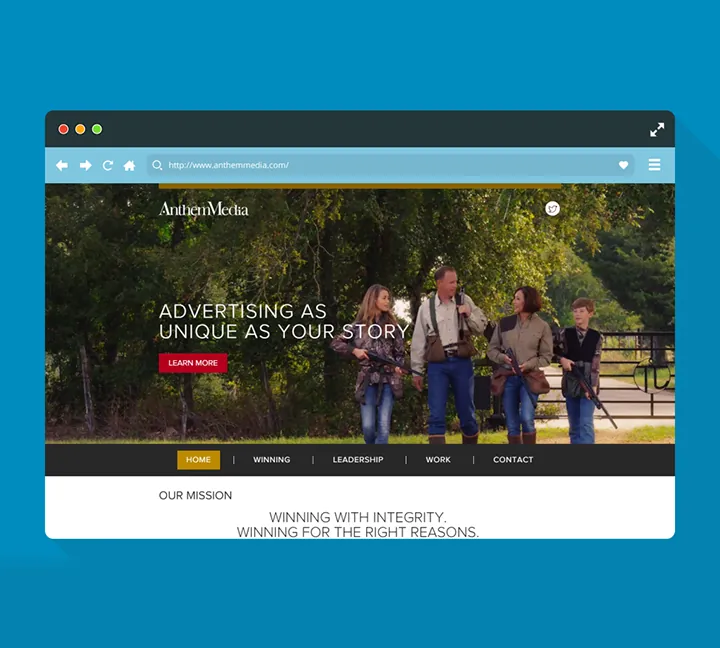 http://www.anthemmedia.com/
AnthemMedia
ADVERTISING AS
UNIQUE AS YOUR STORY
LEARN MORE
HOME | WINNING | LEADERSHIP | WORK | CONTACT
OUR MISSION
WINNING WITH INTEGRITY.
WINNING FOR THE RIGHT REASONS.